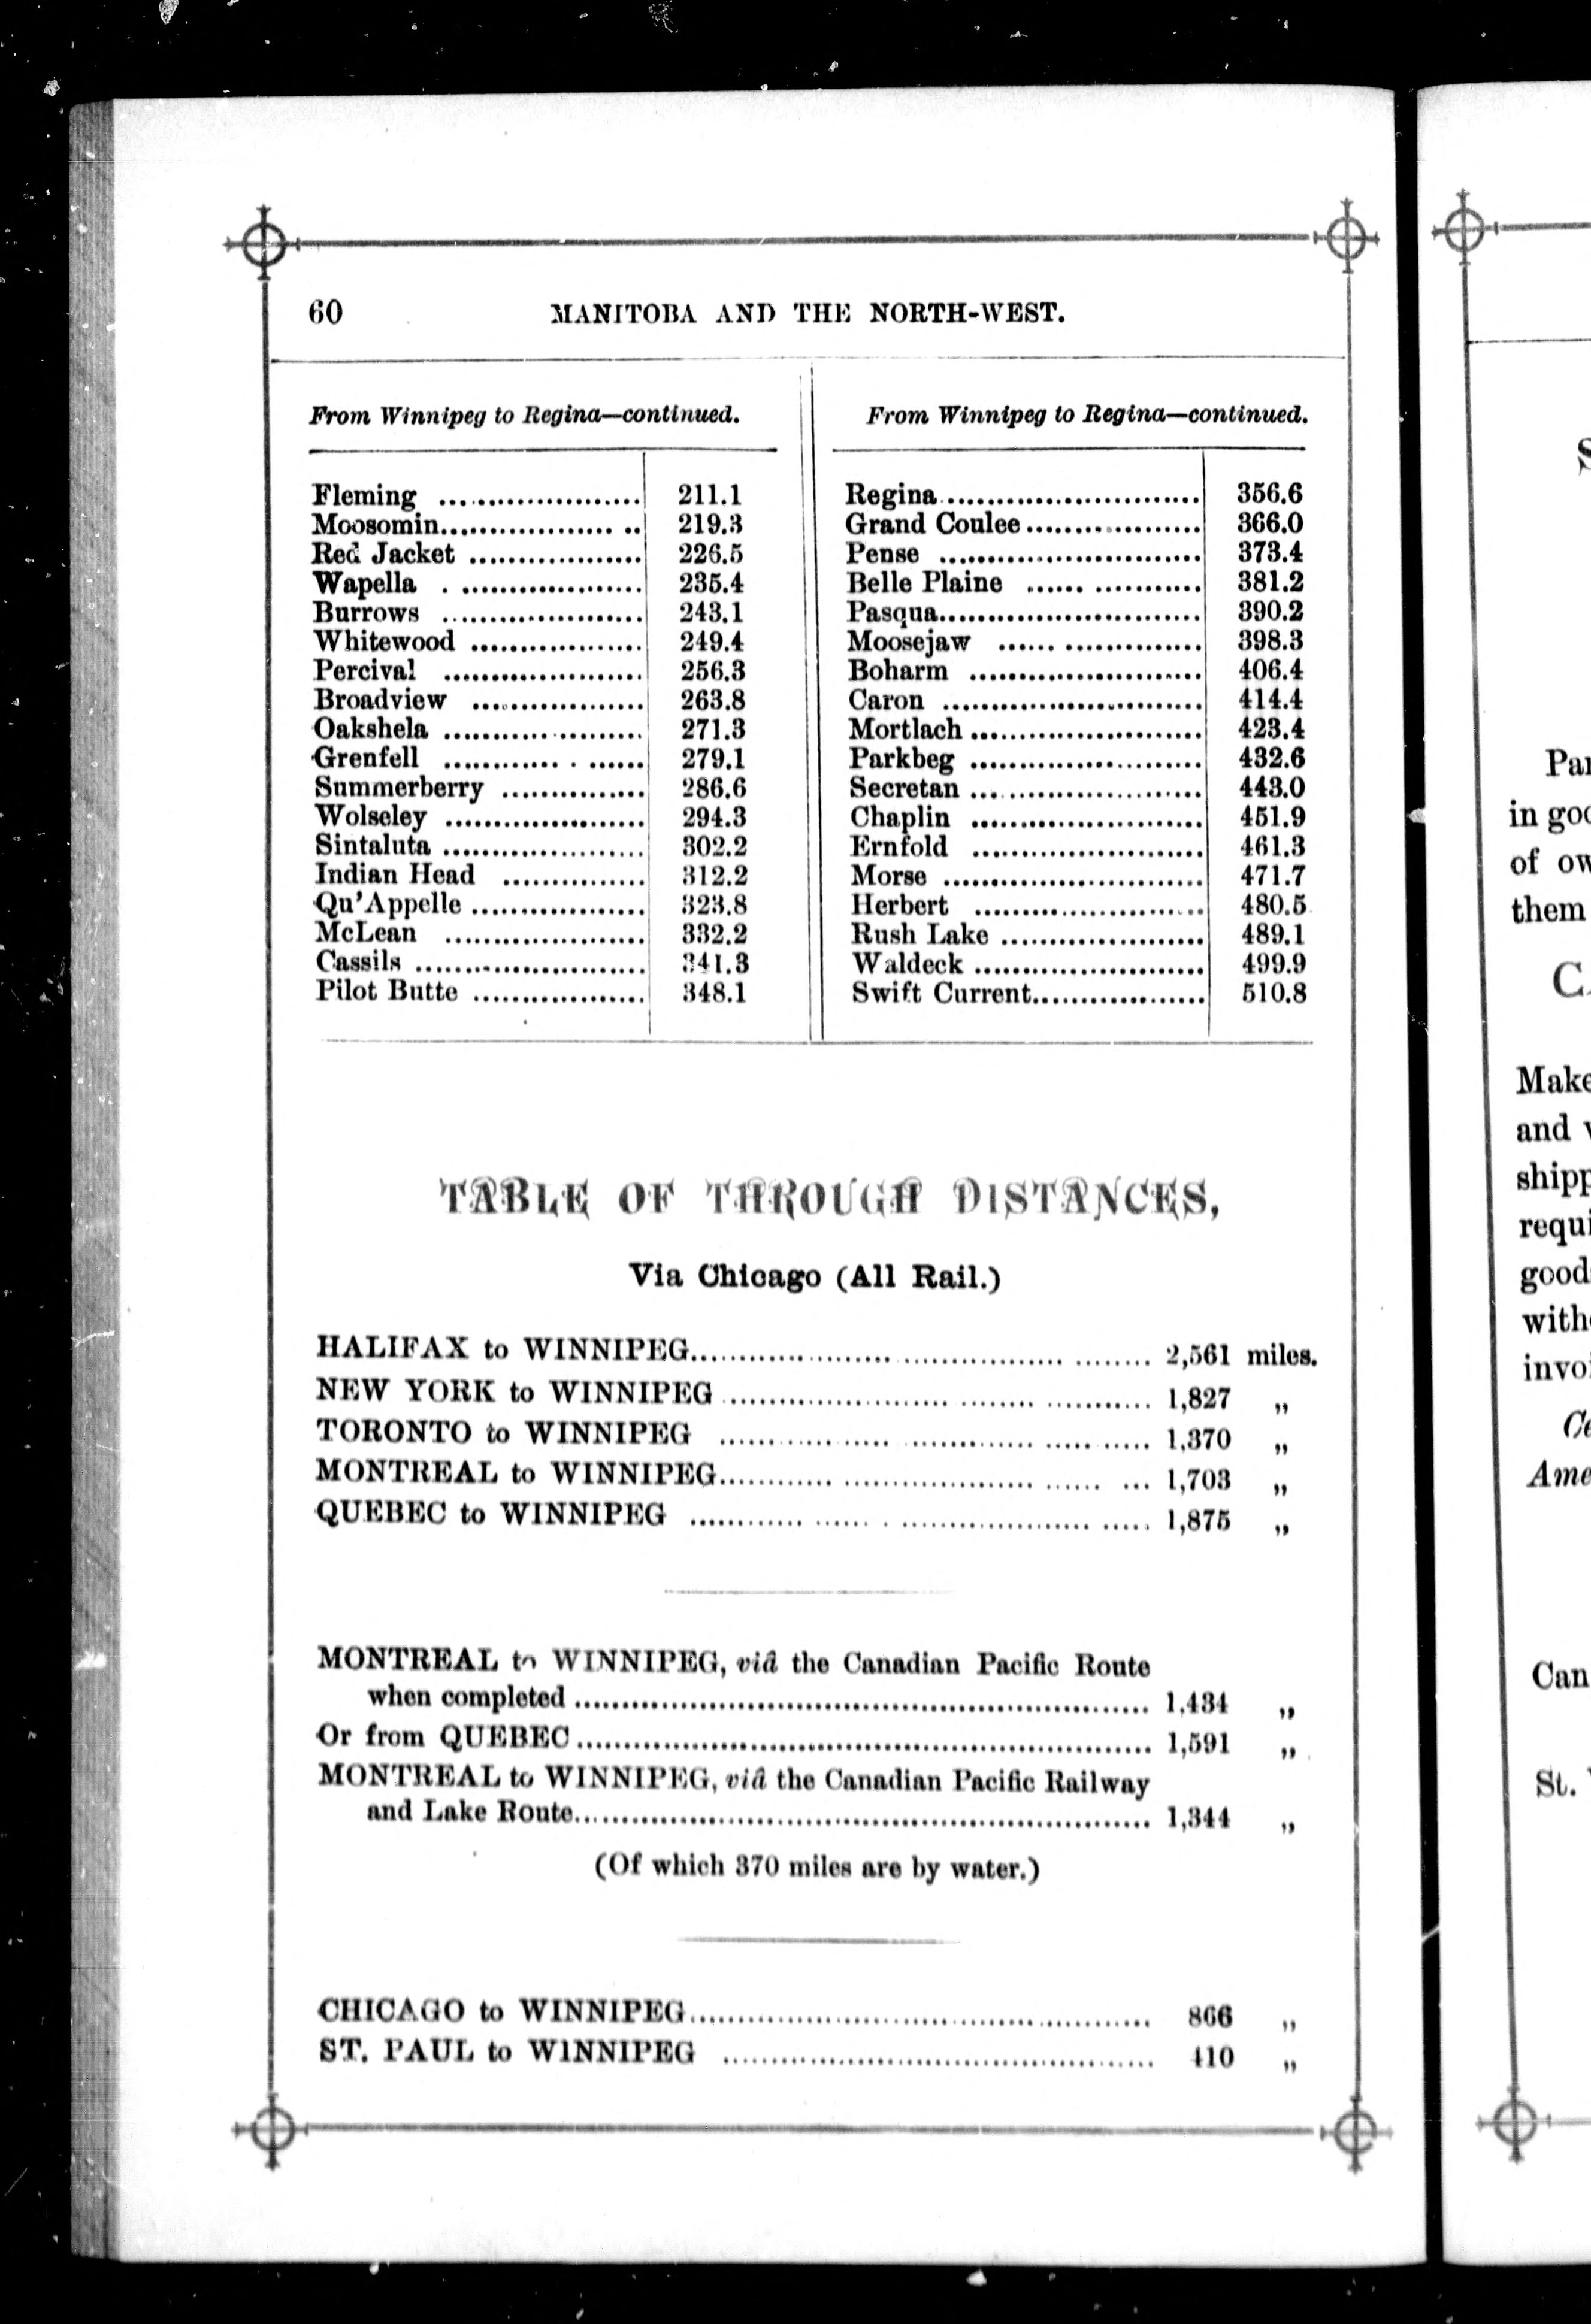 60 MANITOBA AND THE NORTH-WEST.
From Winnipeg to Regina—continued.
Fleming ..................... 211.1
Moosomin.................. .. 219.3
Red Jacket .................. 226.5
Wapella . ................... 235.4
Burrows ..................... 243.1
Whitewood .................. 249.4
Percival ..................... 256.3
Broadview .................. 263.8
Oakshela ..................... 271.3
Grenfell ............ . ...... 279.1
Summerberry ............... 286.6
Wolseley ..................... 294.3
Sintaluta ..................... 302.2
Indian Head ............... 312.2
Qu'Appelle .................. 323.8
McLean ..................... 332.2
Cassils ........................ 341.3
Pilot Butte .................. 348.1
From Winnipeg to Regina—continued.
Regina........................... 356.6
Grand Coulee.................. 366.0
Pense ........................... 373.4
Belle Plaine ...... ............ 381.2
Pasqua........................... 390.2
Moosejaw ...... ............... 398.3
Boharm ........................ 406.4
Caron ........................... 414.4
Mortlach ........................ 423.4
Parkbeg ........................ 432.6
Secretan ........................ 443.0
Chaplin ........................ 451.9
Ernfold ........................ 461.3
Morse ........................... 471.7
Herbert ........................ 480.5
Rush Lake ..................... 489.1
Waldeck ........................ 499.9
Swift Current.................. 510.8
TABLE OF THROUGH DISTANCES,
Via Chicago (All Rail.)
HALIFAX to WINNIPEG................................................ 2,561 miles.
NEW YORK to WINNIPEG ............................................. 1,827 „
TORONTO to WINNIPEG ............................................. 1,370 „
MONTREAL to WINNIPEG............................................. 1,703 „
QUEBEC to WINNIPEG ................................................ 1,875 „
MONTREAL to WINNIPEG, viâ the Canadian Pacific Route
when completed ............................................................ 1,434 „
Or from QUEBEC............................................................ 1,591 „
MONTREAL to WINNIPEG, viâ the Canadian Pacific Railway
and Lake Route............................................................ 1,344 „
(Of which 370 miles are by water.)
CHICAGO to WINNIPEG................................................ 866 „
ST. PAUL to WINNIPEG ............................................. 410 „
in
of
them
Make
and
Can
St.